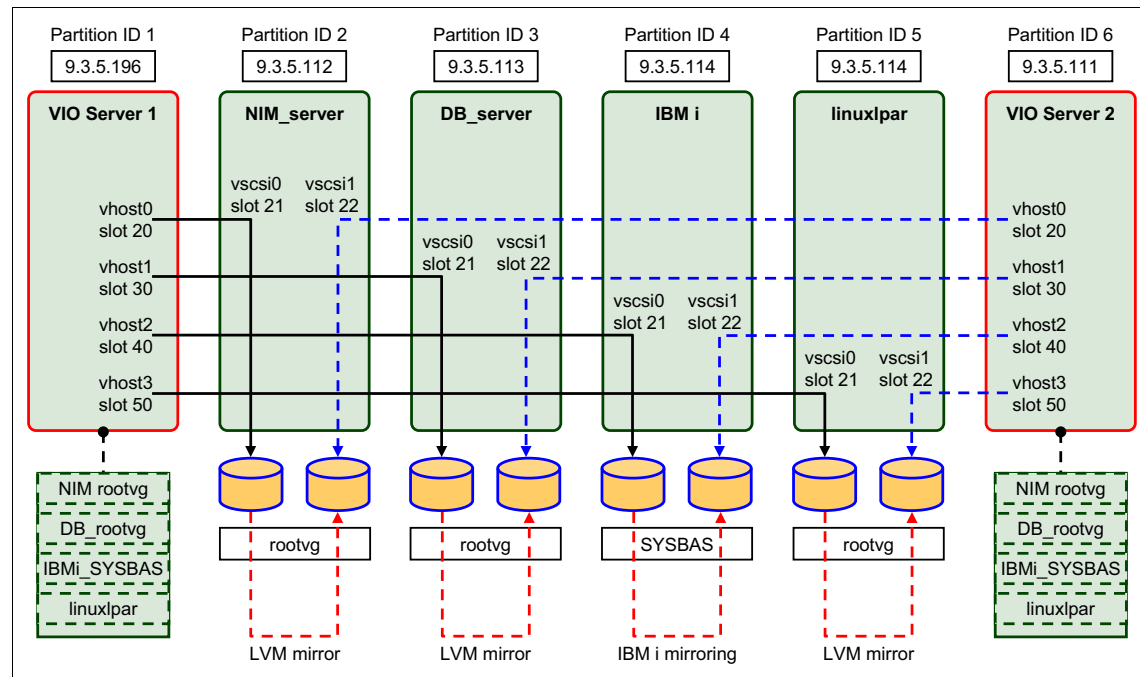 Partition ID 1
Partition ID 2
Partition ID 3
Partition ID 4
Partition ID 5
Partition ID 6
9.3.5.196
9.3.5.112
9.3.5.113
9.3.5.114
9.3.5.114
9.3.5.111
VIO Server 1
NIM_server
DB_server
IBM i
linuxlpar
VIO Server 2
vhost0
slot 20
vhost1
slot 30
vhost2
slot 40
vhost3
slot 50
vscsi0
slot 21
vscsi1
slot 22
vscsi0
slot 21
vscsi1
slot 22
vscsi0
slot 21
vscsi1
slot 22
vscsi0
slot 21
vscsi1
slot 22
vhost0
slot 20
vhost1
slot 30
vhost2
slot 40
vhost3
slot 50
NIM rootvg
DB_rootvg
IBMi_SYSBAS
linuxlpar
rootvg
rootvg
SYSBAS
rootvg
NIM rootvg
DB_rootvg
IBMi_SYSBAS
linuxlpar
LVM mirror
LVM mirror
IBM i mirroring
LVM mirror